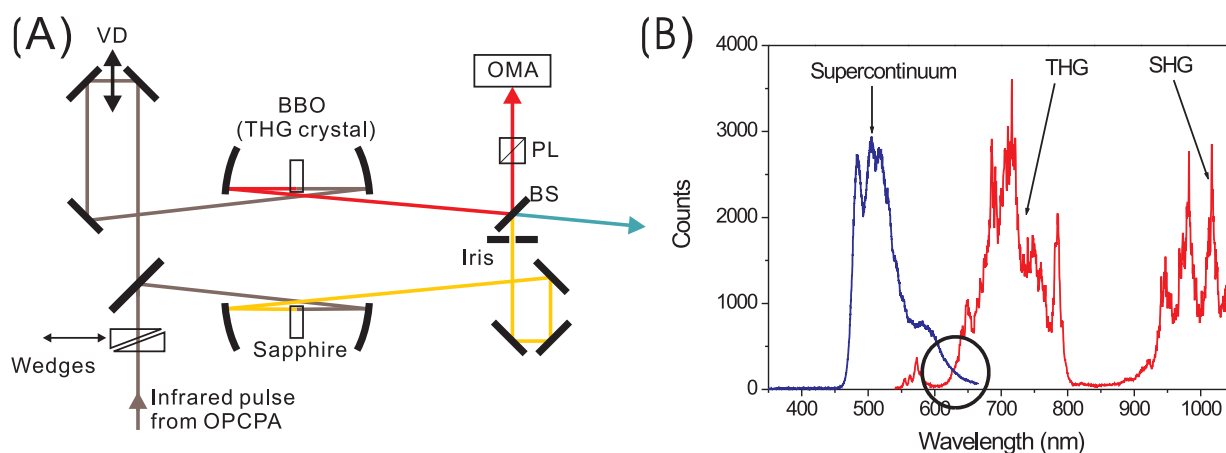 (A)
VD
OMA
BBO
(THG crystal)
PL
BS
Iris
Sapphire
Wedges
Infrared pulse
from OPCPA
(B)
4000
3000
2000
1000
0
Counts
Supercontinuum
THG
SHG
400 500 600 700 800 900 1000
Wavelength (nm)